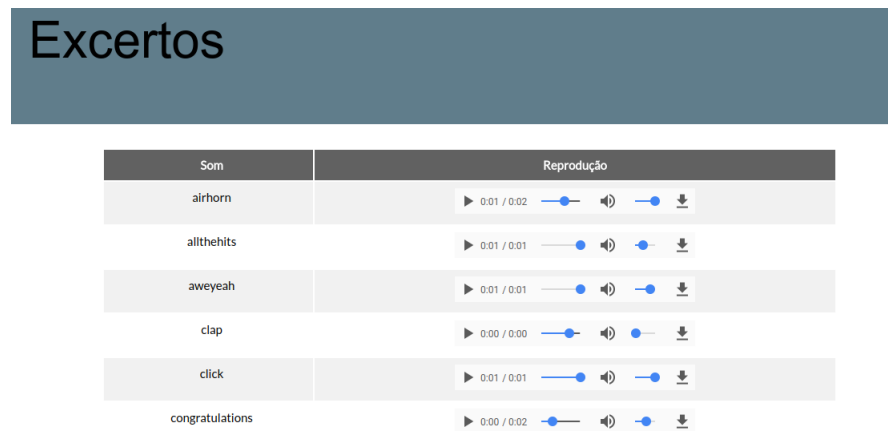 Excertos
Som Reprodução
airhorn 0:01 / 0:02
allthehits 0:01 / 0:01
aweyeah 0:01 / 0:01
clap 0:00 / 0:00
click 0:01 / 0:01
congratulations 0:00 / 0:02